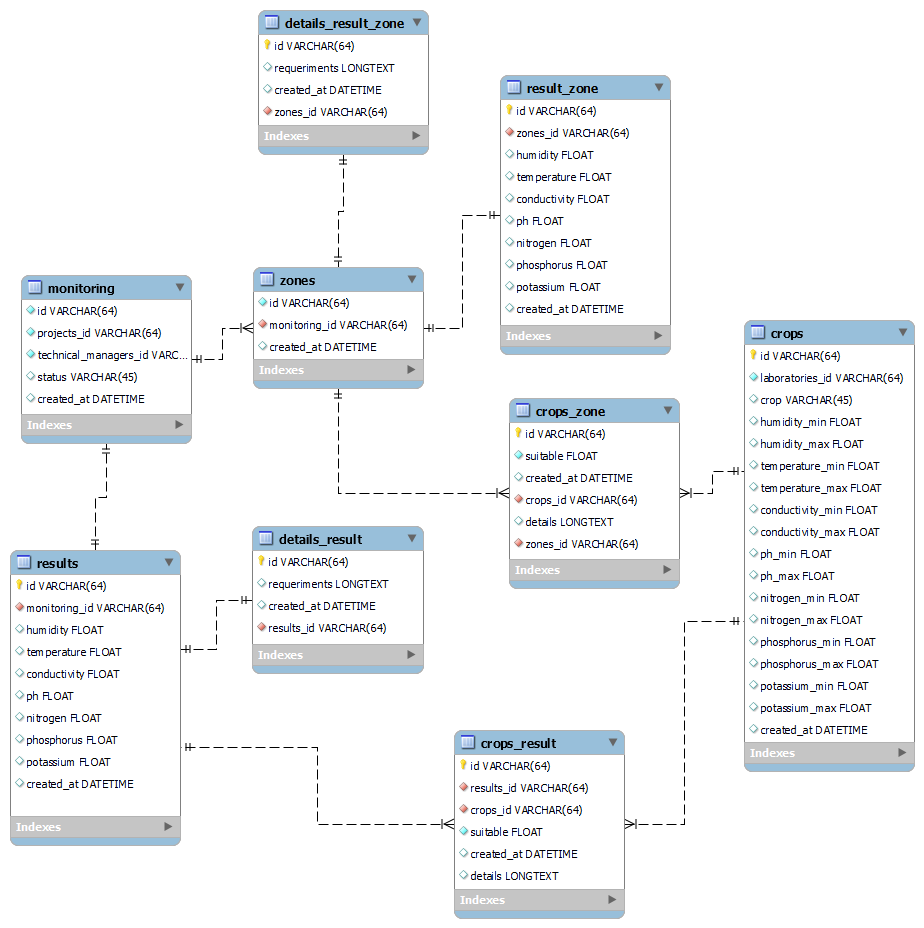 details_result_zone
id VARCHAR(64)
requeriments LONGTEXT
created_at DATETIME
zones_id VARCHAR(64)
Indexes
result_zone
id VARCHAR(64)
zones_id VARCHAR(64)
humidity FLOAT
temperature FLOAT
conductivity FLOAT
ph FLOAT
nitrogen FLOAT
phosphorus FLOAT
potassium FLOAT
created_at DATETIME
Indexes
monitoring
id VARCHAR(64)
projects_id VARCHAR(64)
technical_managers_id VARC...
status VARCHAR(45)
created_at DATETIME
Indexes
zones
id VARCHAR(64)
monitoring_id VARCHAR(64)
created_at DATETIME
Indexes
crops
id VARCHAR(64)
laboratories_id VARCHAR(64)
crop VARCHAR(45)
humidity_min FLOAT
humidity_max FLOAT
temperature_min FLOAT
temperature_max FLOAT
conductivity_min FLOAT
conductivity_max FLOAT
ph_min FLOAT
ph_max FLOAT
nitrogen_min FLOAT
nitrogen_max FLOAT
phosphorus_min FLOAT
phosphorus_max FLOAT
potassium_min FLOAT
potassium_max FLOAT
created_at DATETIME
Indexes
crops_zone
id VARCHAR(64)
suitable FLOAT
created_at DATETIME
crops_id VARCHAR(64)
details LONGTEXT
zones_id VARCHAR(64)
Indexes
results
id VARCHAR(64)
monitoring_id VARCHAR(64)
humidity FLOAT
temperature FLOAT
conductivity FLOAT
ph FLOAT
nitrogen FLOAT
phosphorus FLOAT
potassium FLOAT
created_at DATETIME
Indexes
details_result
id VARCHAR(64)
requeriments LONGTEXT
created_at DATETIME
results_id VARCHAR(64)
Indexes
crops_result
id VARCHAR(64)
results_id VARCHAR(64)
crops_id VARCHAR(64)
suitable FLOAT
created_at DATETIME
details LONGTEXT
Indexes